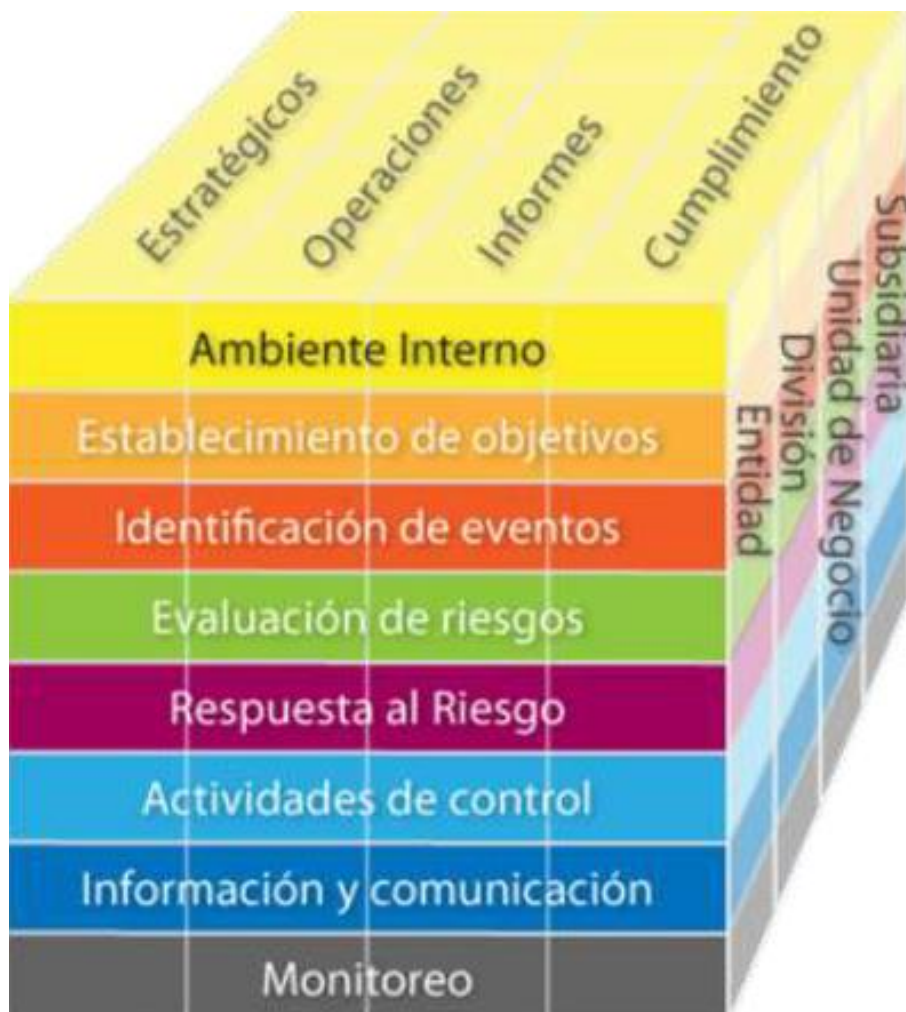 Estratégicos
Operaciones
Informes
Cumplimiento
Ambiente Interno
Establecimiento de objetivos
Identificación de eventos
Evaluación de riesgos
Respuesta al Riesgo
Actividades de control
Información y comunicación
Monitoreo
Entidad
División
Unidad de Negocio
Subsidiaria